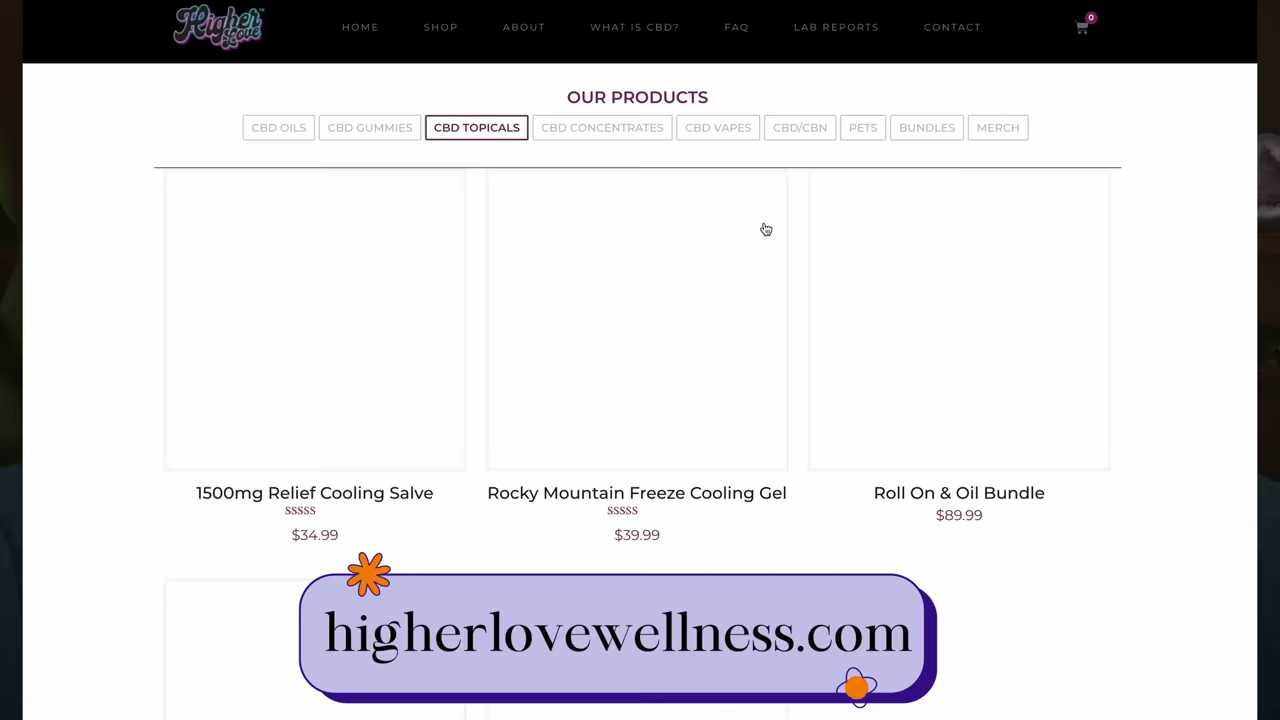 Higher Love
HOME SHOP ABOUT WHAT IS CBD? FAQ LAB REPORTS CONTACT 0
OUR PRODUCTS
CBD OILS CBD GUMMIES CBD TOPICALS CBD CONCENTRATES CBD VAPES CBD/CBN PETS BUNDLES MERCH
1500mg Relief Cooling Salve
SSSSS
$34.99
Rocky Mountain Freeze Cooling Gel
SSSSS
$39.99
Roll On & Oil Bundle
$89.99
higherlovewellness.com